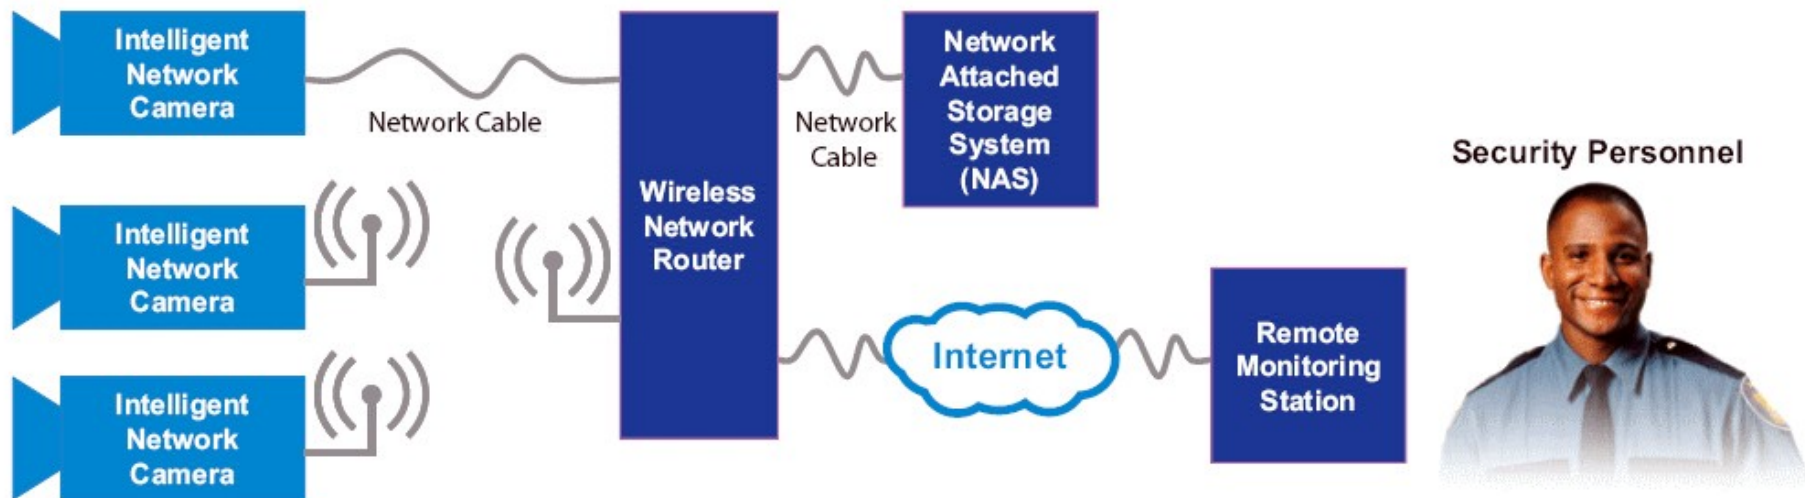 Intelligent
Network
Camera
Network Cable
Intelligent
Network
Camera
Intelligent
Network
Camera
Wireless
Network
Router
Network
Cable
Network
Attached
Storage
System
(NAS)
Internet
Remote
Monitoring
Station
Security Personnel